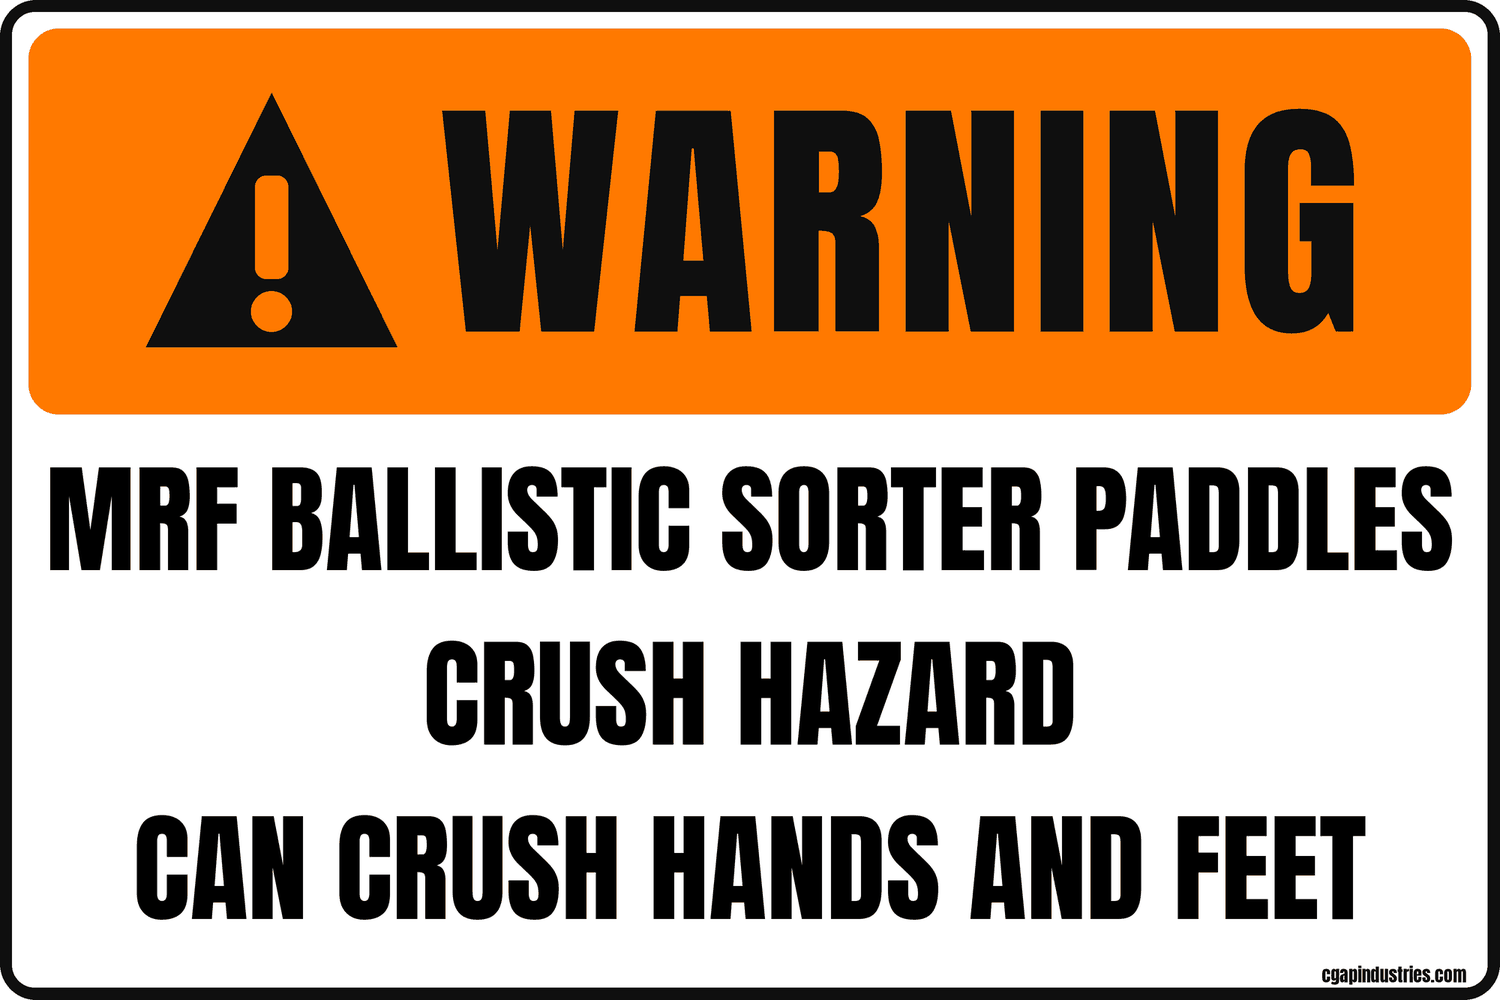 WARNING
MRF BALLISTIC SORTER PADDLES
CRUSH HAZARD
CAN CRUSH HANDS AND FEET
cgapindustries.com